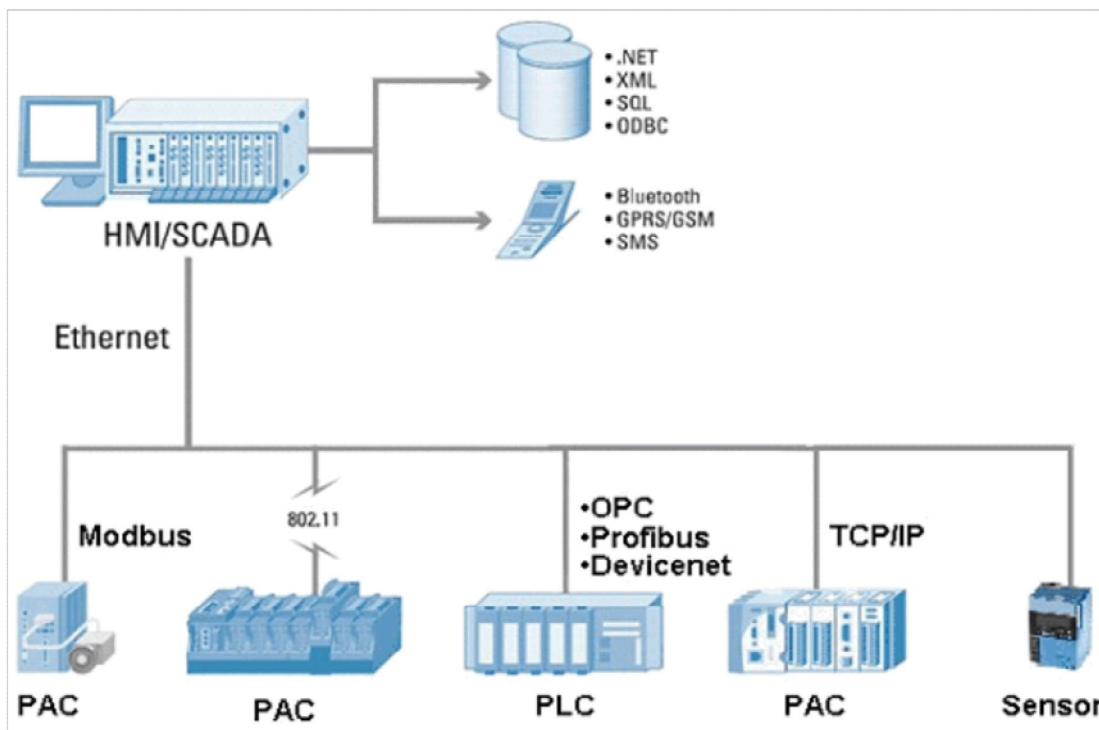 • .NET
• XML
• SQL
• ODBC
HMI/SCADA
• Bluetooth
• GPRS/GSM
• SMS
Ethernet
Modbus
802.11
•OPC
•Profibus
•Devicenet
TCP/IP
PAC
PAC
PLC
PAC
Sensor